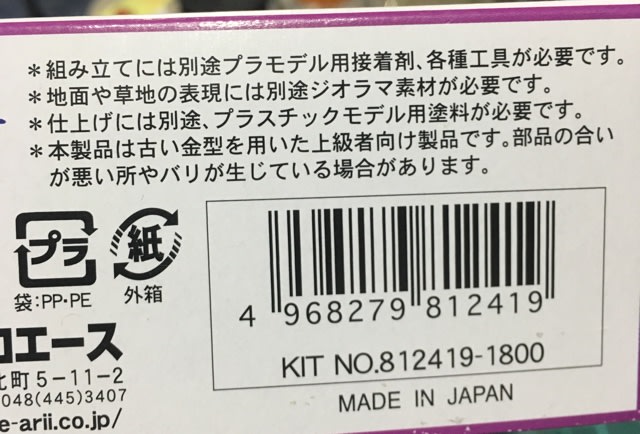 ＊組み立てには別途プラモデル用接着剤、各種工具が必要です。
＊地面や草地の表現には別途ジオラマ素材が必要です。
＊仕上げには別途、プラスチックモデル用塗料が必要です。
＊本製品は古い金型を用いた上級者向け製品です。部品の合い
が悪い所やバリが生じている場合があります。
プラ
紙
袋:PP・PE
外箱
4 968279 812419
KIT NO.812419-1800
MADE IN JAPAN
ロエース
北町5-11-2
048(445)3407
e-arii.co.jp/